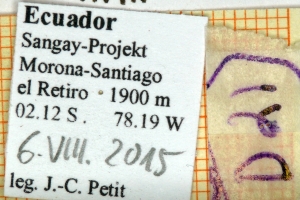 Ecuador
Sangay-Projekt
Morona-Santiago
el Retiro · 1900 m
02.12 S. 78.19 W
6.VIII. 2015
leg. J.-C. Petit